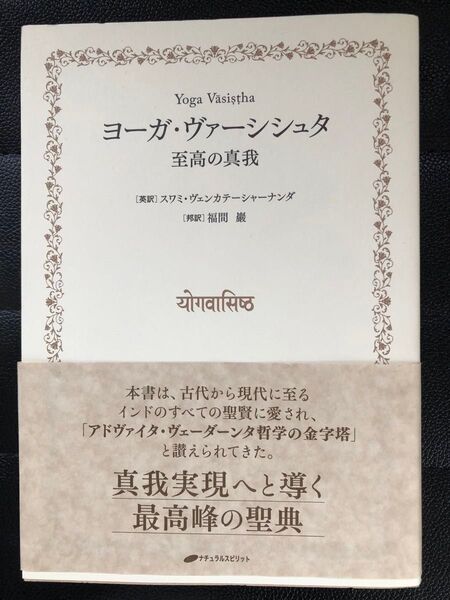 Yoga Vāsiṣṭha
ヨーガ・ヴァーシシュタ
至高の真我
［英訳］スワミ・ヴェンカテーシャーナンダ
［邦訳］福間 巖
योगवासिष्ठ
本書は、古代から現代に至る
インドのすべての聖賢に愛され、
「アドヴァイタ・ヴェーダーンタ哲学の金字塔」
と讃えられてきた。
真我実現へと導く
最高峰の聖典
ナチュラルスピリット